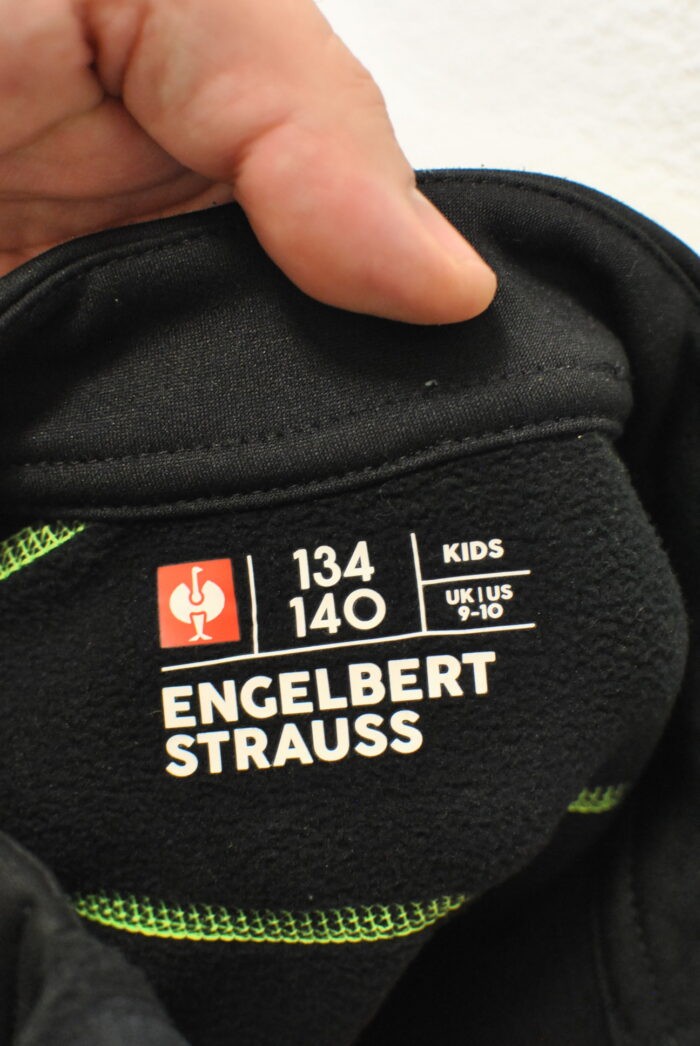 134
140
KIDS
UK | US
9-10
ENGELBERT
STRAUSS